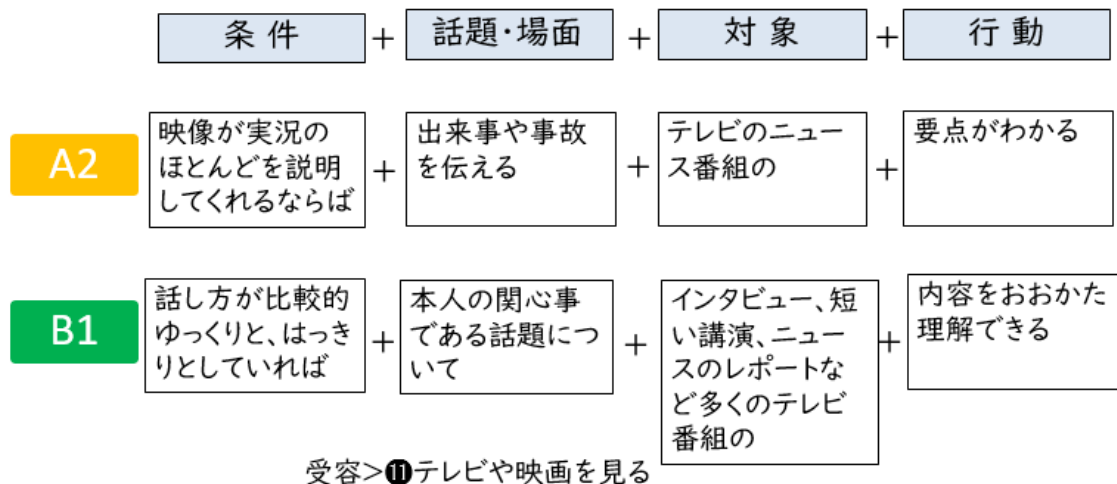 条件 + 話題・場面 + 対象 + 行動
A2
映像が実況の
ほとんどを説明
してくれるならば
+
出来事や事故
を伝える
+
テレビのニュー
ス番組の
+
要点がわかる
B1
話し方が比較的
ゆっくりと、はっき
りとしていれば
+
本人の関心事
である話題につ
いて
+
インタビュー、短
い講演、ニュー
スのレポートな
ど多くのテレビ
番組の
+
内容をおおかた
理解できる
受容>⓫テレビや映画を見る